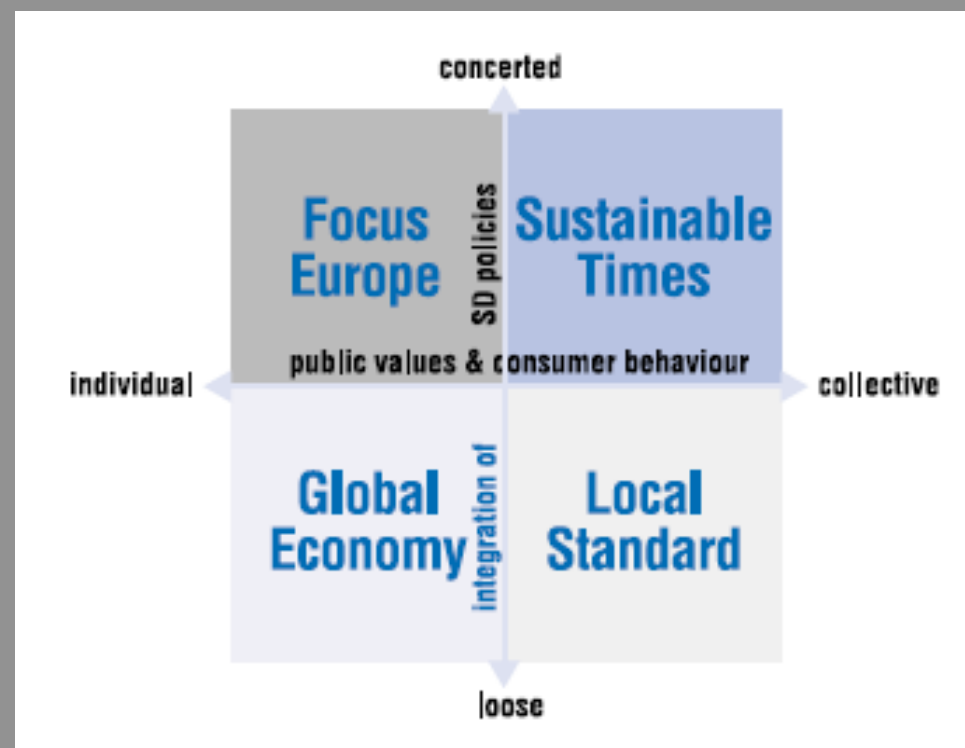 concerted
Focus
Europe
SD policies
Sustainable
Times
public values & consumer behaviour
individual
collective
Global
Economy
integration of
Local
Standard
loose